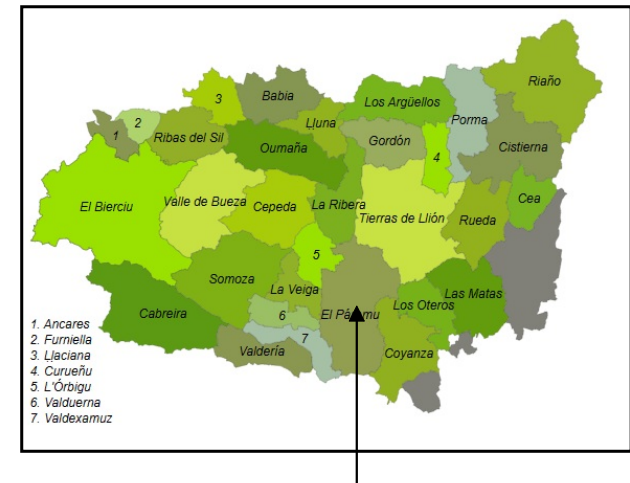 Riaño
Babia
3
Los Argüellos
Porma
2
1
Ribas del Sil
Ḷḷuna
Gordón
Cistierna
Oumaña
4
El Bierciu
Valle de Bueza
Cepeda
La Ribera
Tierras de Llión
Rueda
Cea
5
Somoza
La Veiga
Las Matas
Los Oteros
Cabreira
6
El
7
Valdería
Coyanza
1. Ancares
2. Furniella
3. Ḷḷaciana
4. Curueñu
5. L'Órbigu
6. Valduerna
7. Valdexamuz